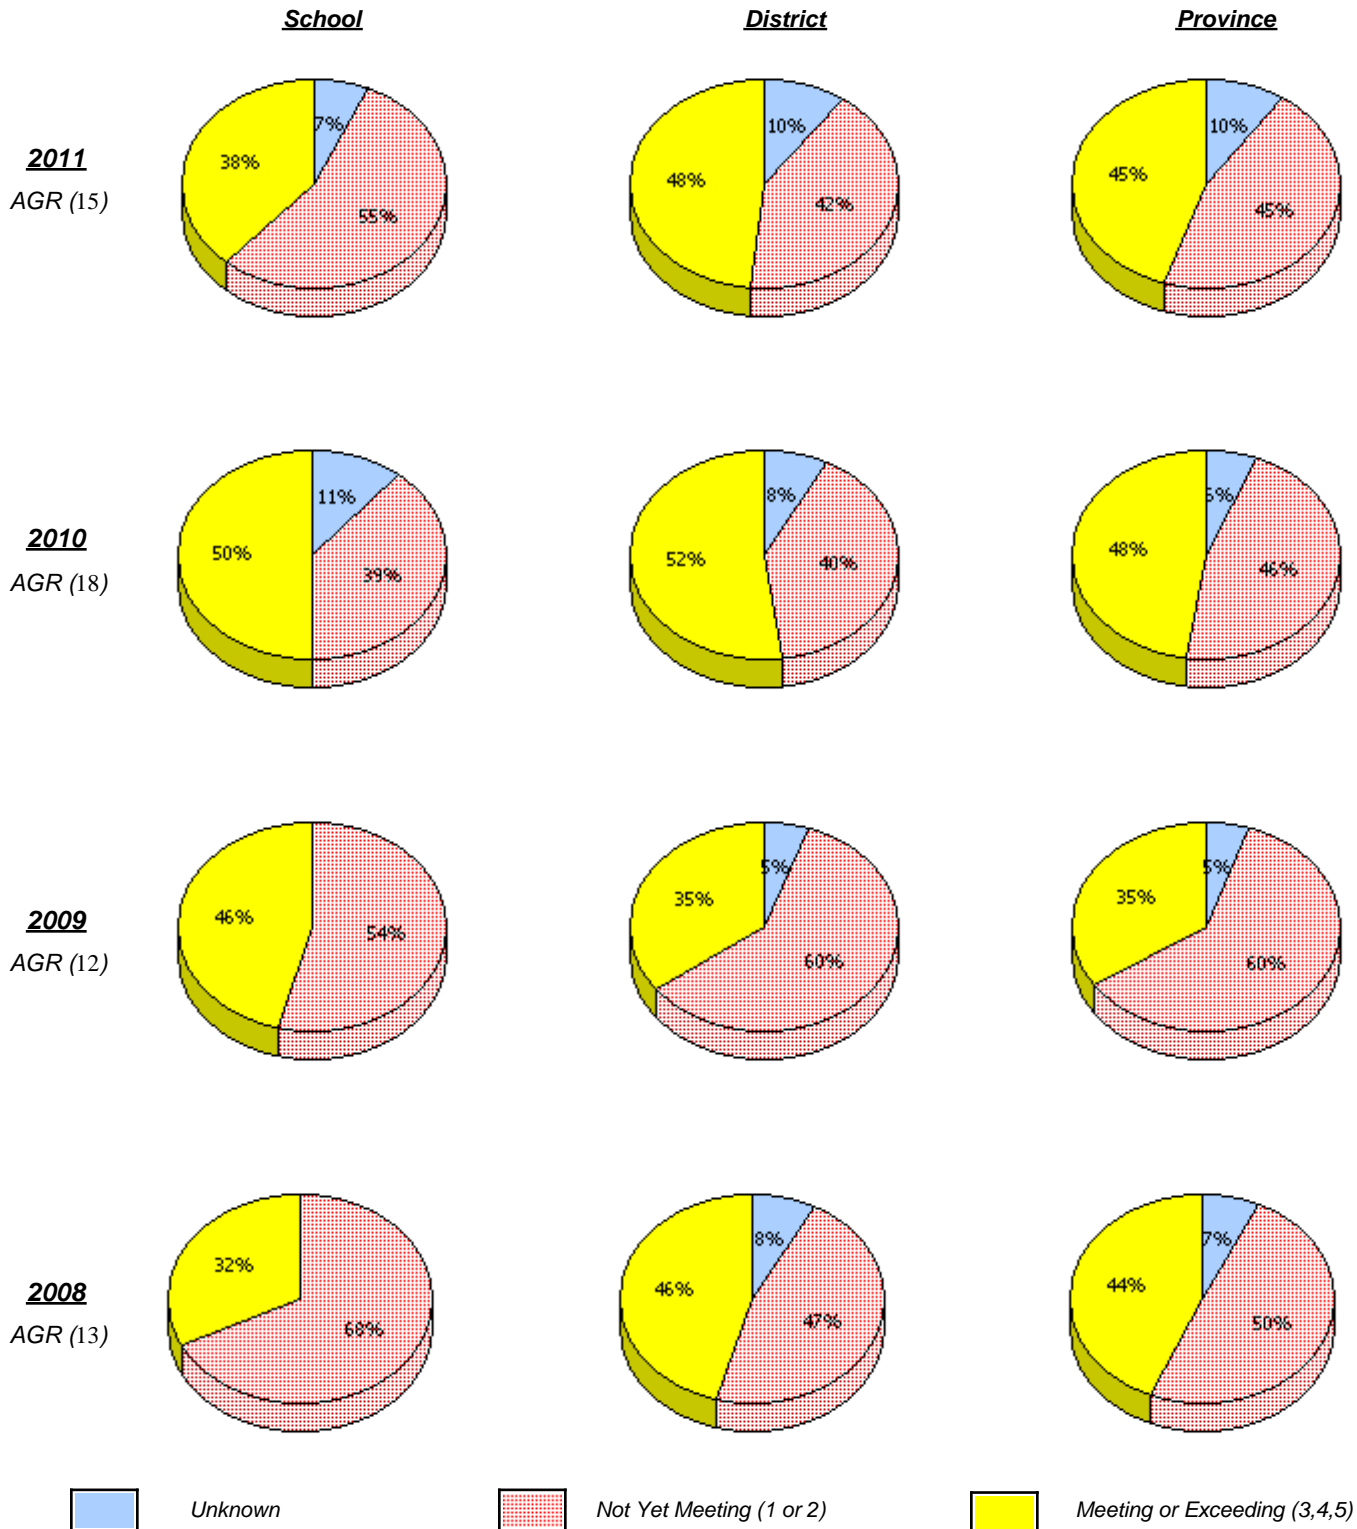 School District Province
7% 10% 10%
2011
38% 48% 45%
AGR (15)
55% 42% 45%
11% 8% 6%
2010
50% 52% 48%
AGR (18)
39% 40% 46%
5% 5%
35% 35%
2009
46% 54%
AGR (12)
60% 60%
8% 7%
32% 46% 44%
2008
AGR (13)
68% 47% 50%
Unknown Not Yet Meeting (1 or 2) Meeting or Exceeding (3,4,5)